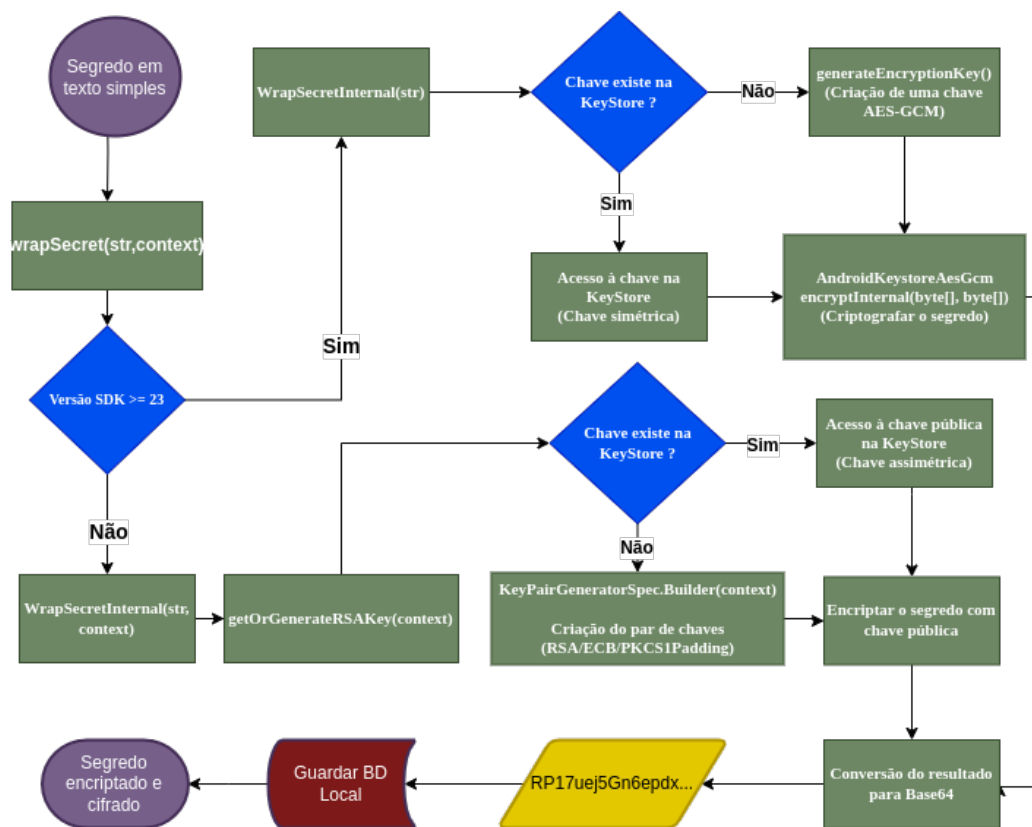 Segredo em
texto simples
wrapSecret(str,context)
Versão SDK >= 23
Sim
Não
WrapSecretInternal(str)
Chave existe na
KeyStore ?
Não
generateEncryptionKey()
(Criação de uma chave
AES-GCM)
Sim
Acesso à chave na
KeyStore
(Chave simétrica)
AndroidKeystoreAesGcm
encryptInternal(byte[], byte[])
(Criptografar o segredo)
WrapSecretInternal(str,
context)
getOrGenerateRSAKey(context)
Chave existe na
KeyStore ?
Sim
Acesso à chave pública
na KeyStore
(Chave assimétrica)
Não
KeyPairGeneratorSpec.Builder(context)
Criação do par de chaves
(RSA/ECB/PKCS1Padding)
Encriptar o segredo com
chave pública
Conversão do resultado
para Base64
RP17uej5Gn6epdx...
Guardar BD
Local
Segredo
encriptado e
cifrado